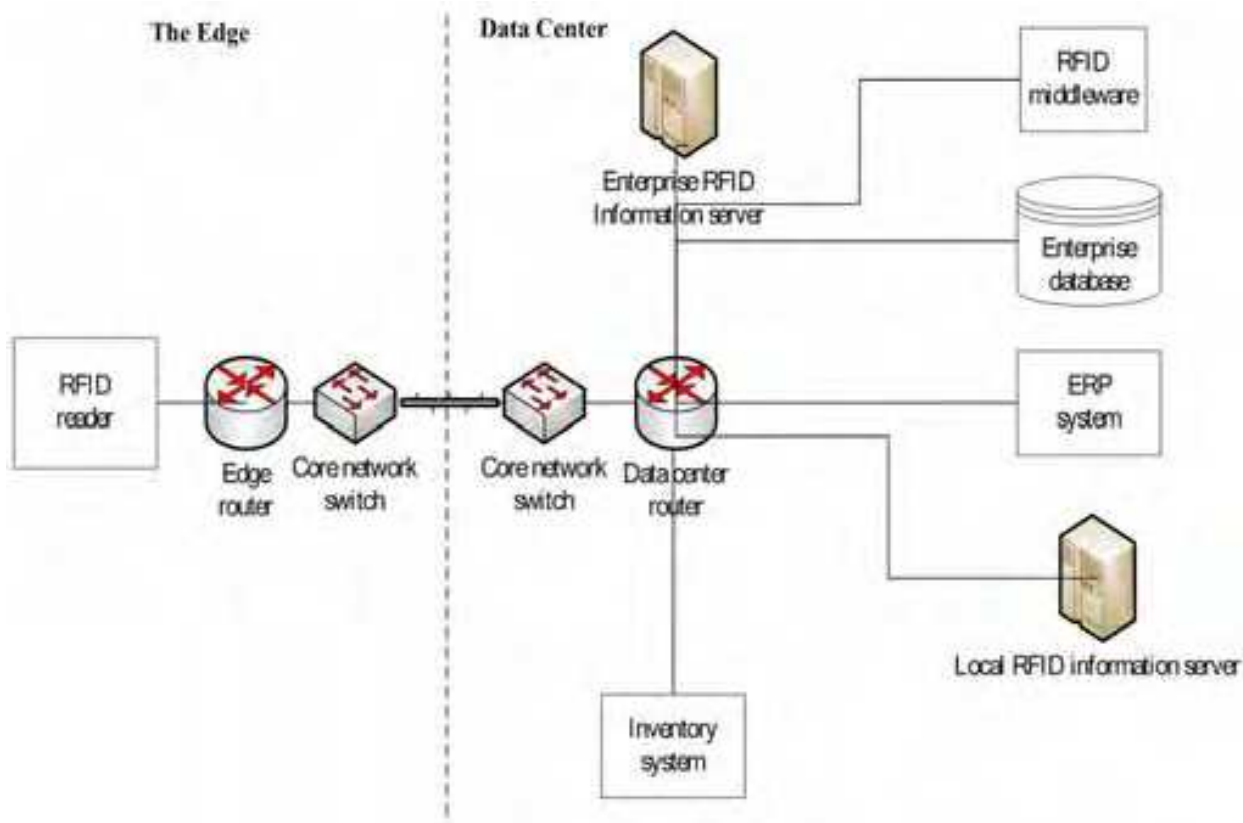 The Edge
Data Center
RFID
middleware
Enterprise RFID
Information server
Enterprise
database
RFID
reader
ERP
system
Edge
router
Core network
switch
Core network
switch
Data center
router
Local RFID information server
Inventory
system